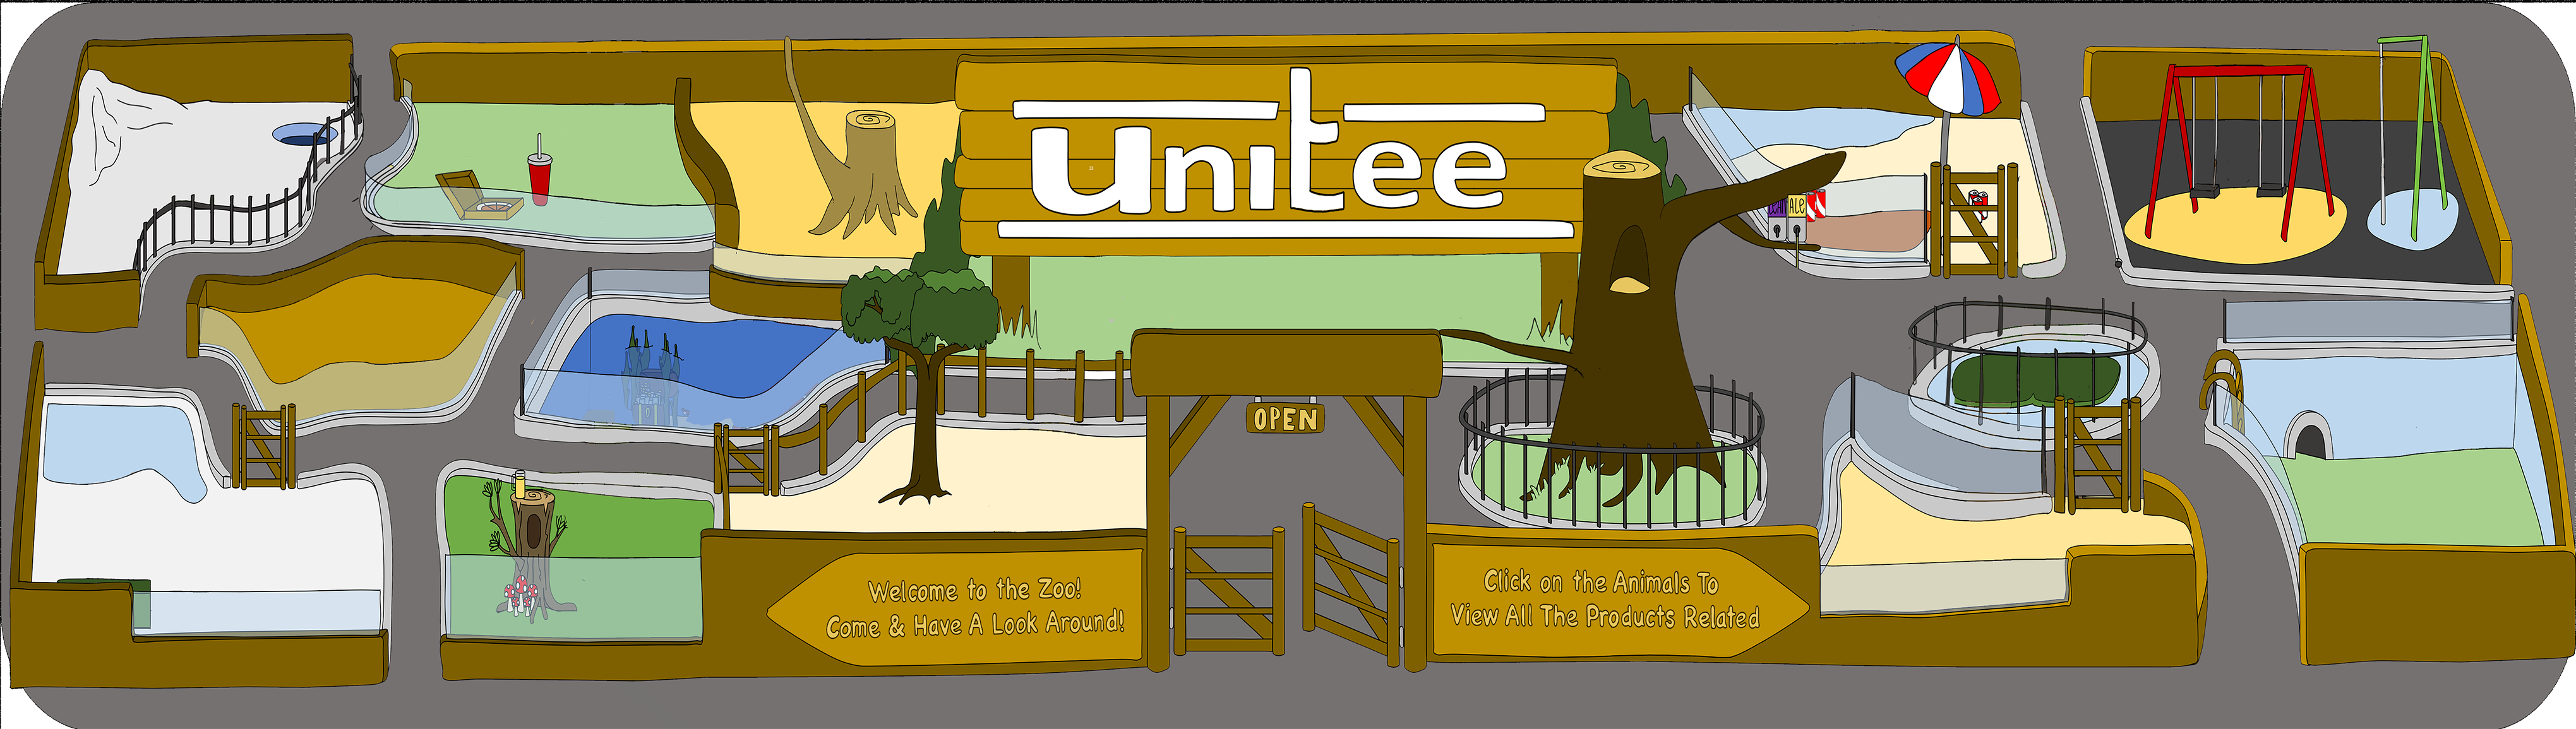 unitee
ALE
OPEN
Welcome to the Zoo!
Come & Have A Look Around!
Click on the Animals To
View All The Products Related